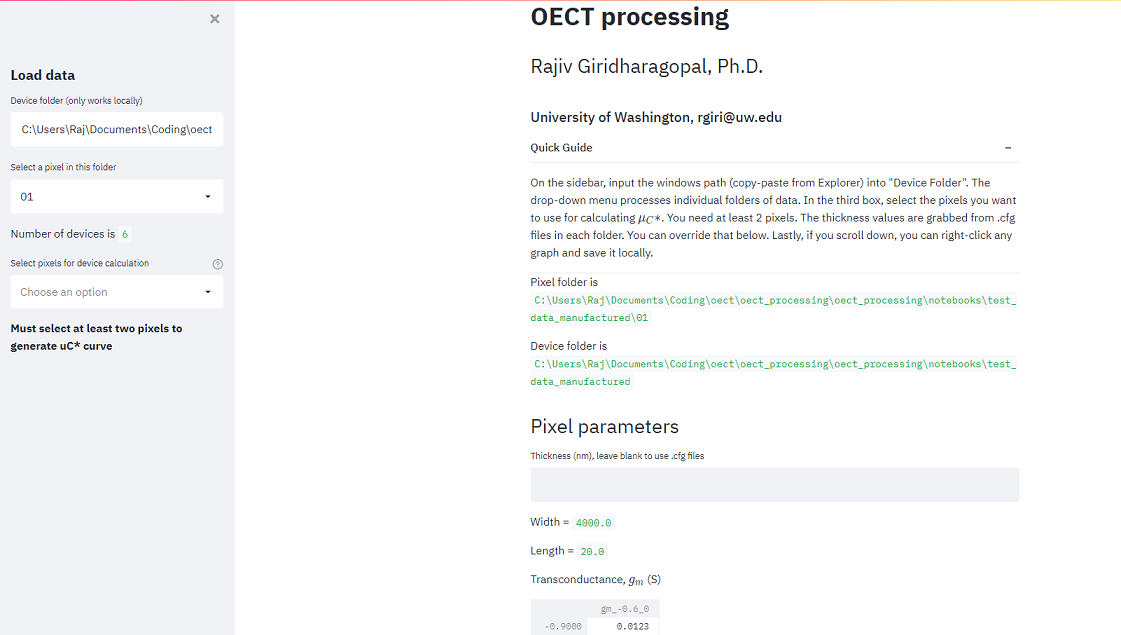 ×
Load data
Device folder (only works locally)
C:\Users\Raj\Documents\Coding\oect
Select a pixel in this folder
01
Number of devices is 6
Select pixels for device calculation ?
Choose an option
Must select at least two pixels to
generate uC* curve
OECT processing
Rajiv Giridharagopal, Ph.D.
University of Washington, rgiri@uw.edu
Quick Guide −
On the sidebar, input the windows path (copy-paste from Explorer) into "Device Folder". The
drop-down menu processes individual folders of data. In the third box, select the pixels you want
to use for calculating μC*. You need at least 2 pixels. The thickness values are grabbed from .cfg
files in each folder. You can override that below. Lastly, if you scroll down, you can right-click any
graph and save it locally.
Pixel folder is
C:\Users\Raj\Documents\Coding\oect\oect_processing\oect_processing\notebooks\test_
data_manufactured\01
Device folder is
C:\Users\Raj\Documents\Coding\oect\oect_processing\oect_processing\notebooks\test_
data_manufactured
Pixel parameters
Thickness (nm), leave blank to use .cfg files
Width = 4000.0
Length = 20.0
Transconductance, gm (S)
gm_-0.6_0
-0.9000 0.0123